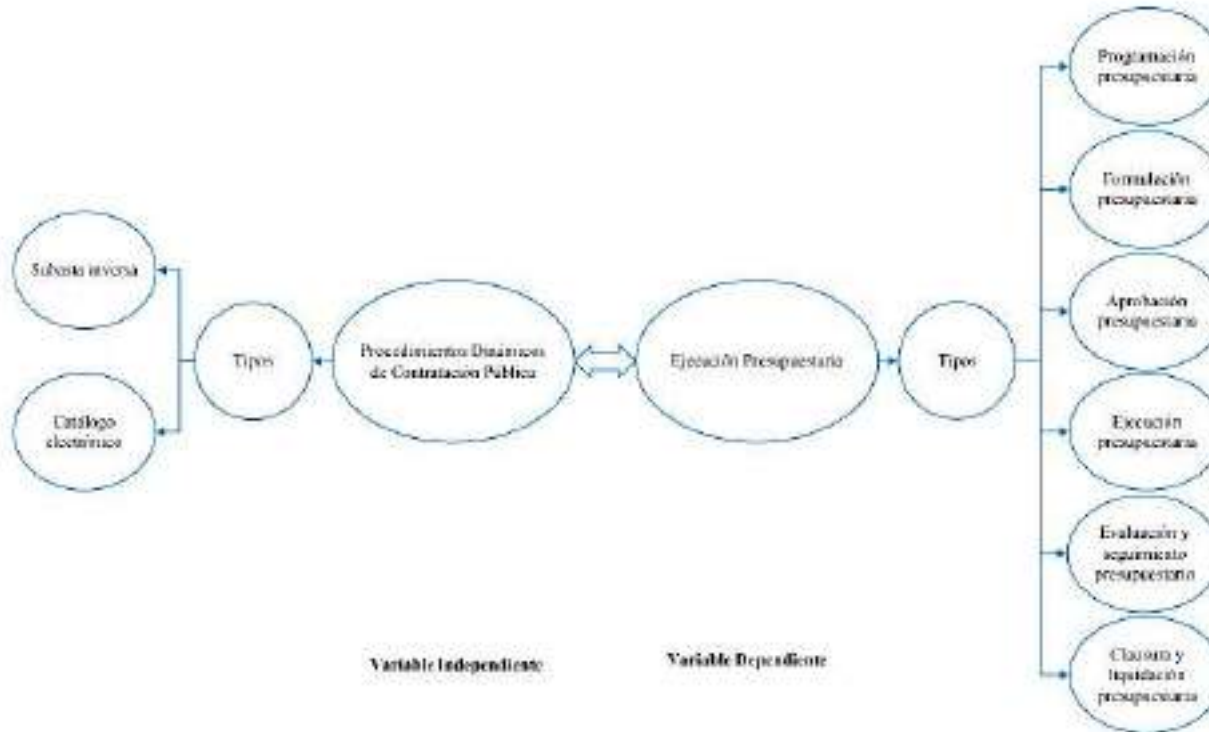 Subasta inversa
Catálogo
electrónico
Tipos
Procedimientos Dinámicos
de Contratación Pública
Ejecución Presupuestaria
Tipos
Programación
presupuestaria
Formulación
presupuestaria
Aprobación
presupuestaria
Ejecución
presupuestaria
Evaluación y
seguimiento
presupuestario
Clausura y
liquidación
presupuestaria
Variable Independiente
Variable Dependiente